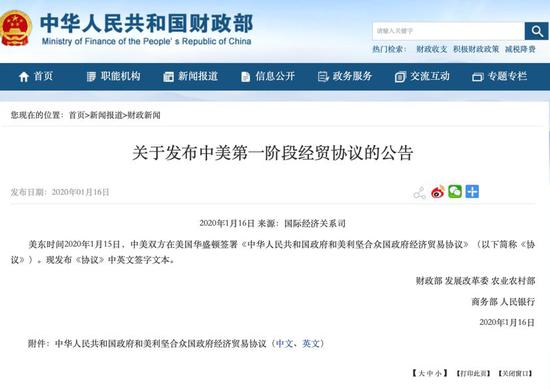 中华人民共和国财政部
Ministry of Finance of the People's Republic of China
请输入关键字
热门检索： 财政收支 积极财政政策 减税降费
首页 职能机构 新闻报道 信息公开 政务服务 交流互动 专题专栏
您现在的位置：首页>新闻报道>财政新闻
关于发布中美第一阶段经贸协议的公告
发布日期：2020年01月16日
2020年1月16日 来源：国际经济关系司
美东时间2020年1月15日，中美双方在美国华盛顿签署《中华人民共和国政府和美利坚合众国政府经济贸易协议》（以下简称《协
议》）。现发布《协议》中英文签字文本。
财政部 发展改革委 农业农村部
商务部 人民银行
2020年1月16日
附件：中华人民共和国政府和美利坚合众国政府经济贸易协议（中文、英文）
【大 中 小】 【打印此页】 【关闭窗口】